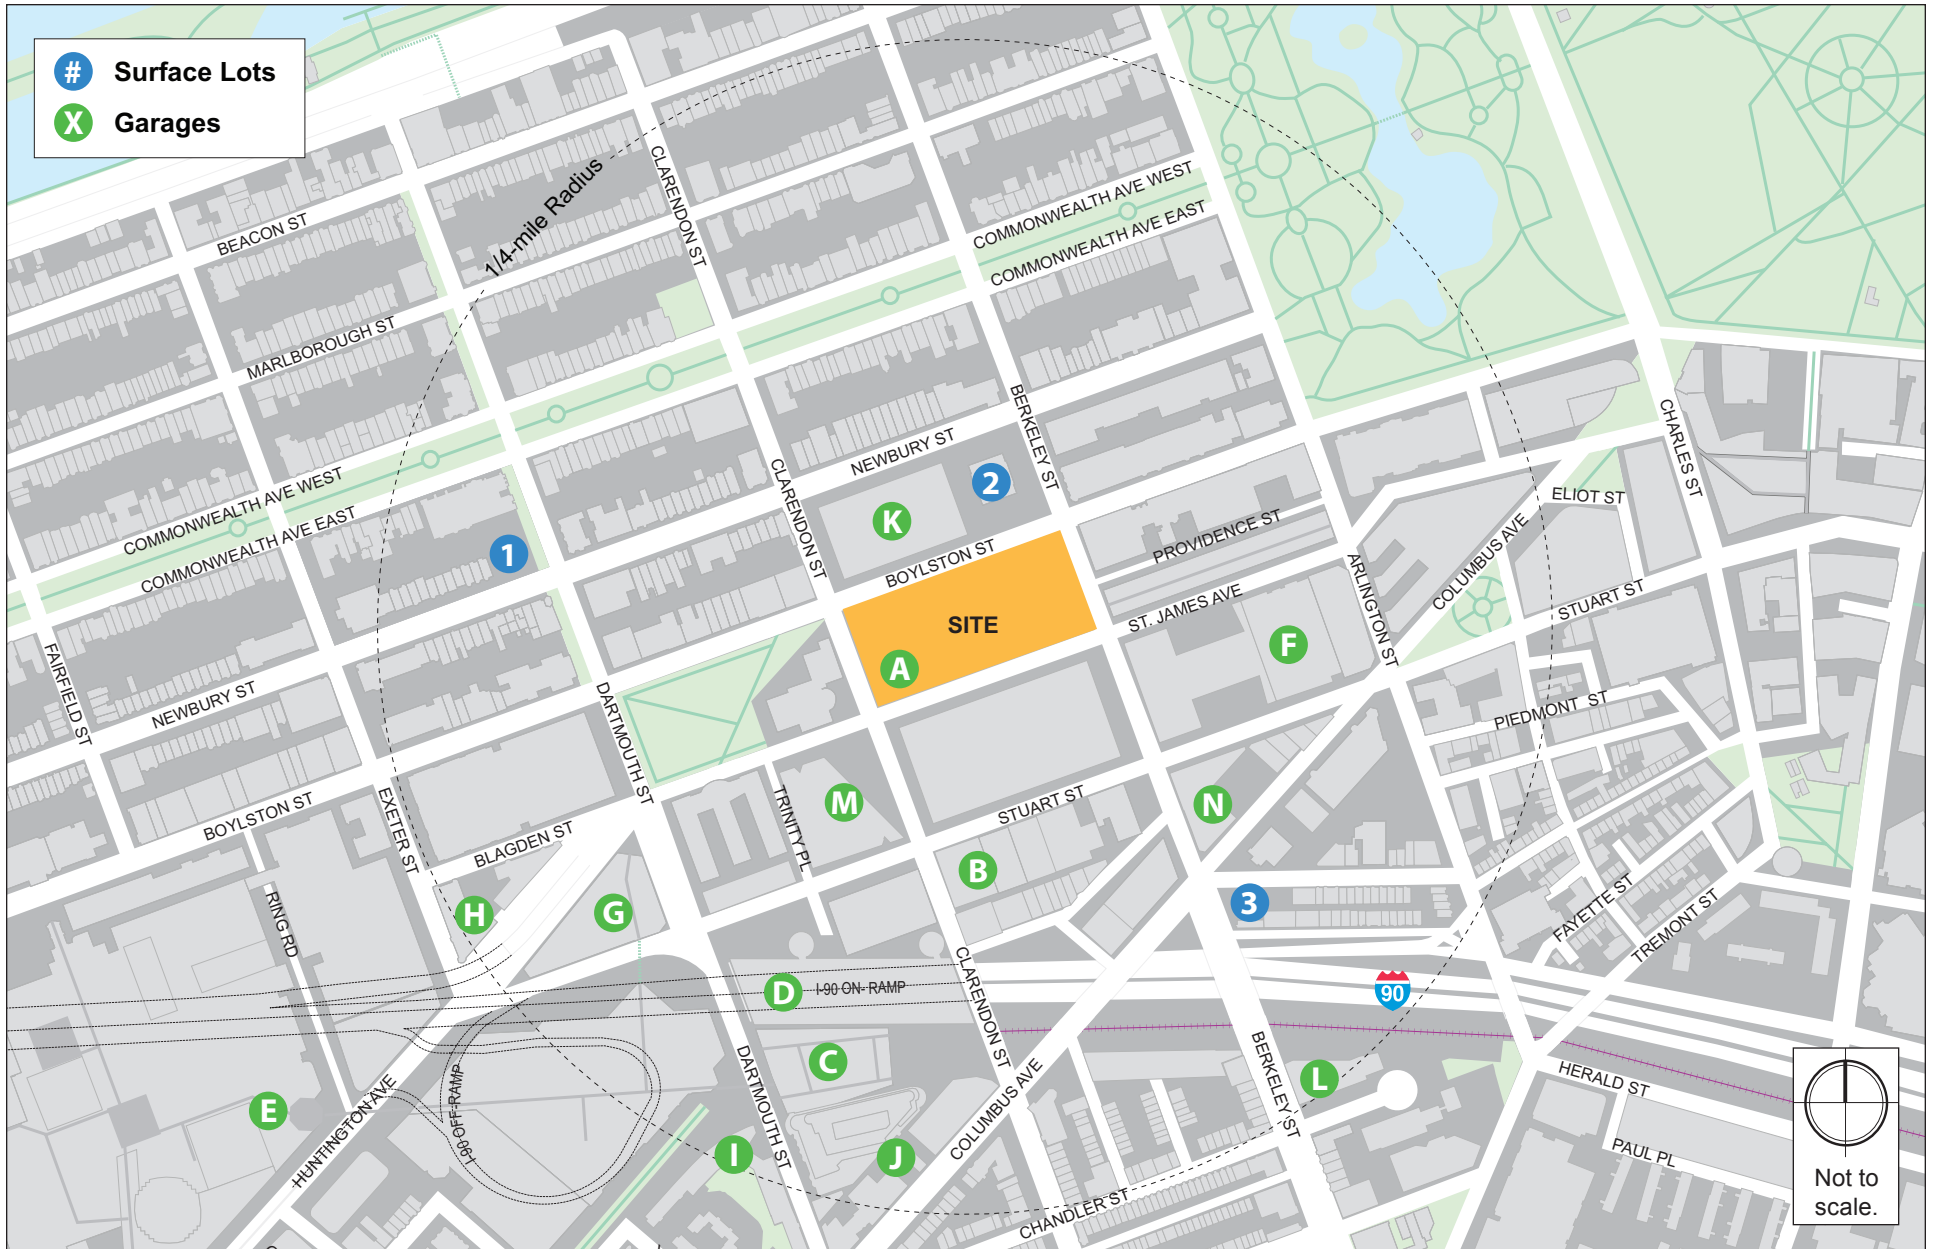 # Surface Lots
X Garages
1/4-mile Radius
CLARENDON ST
BEACON ST
COMMONWEALTH AVE WEST
COMMONWEALTH AVE EAST
MARLBOROUGH ST
BERKELEY ST
NEWBURY ST
CHARLES ST
CLARENDON ST
COMMONWEALTH AVE WEST
COMMONWEALTH AVE EAST
2
K
1
ELIOT ST
PROVIDENCE ST
COLUMBUS AVE
BOYLSTON ST
ARLINGTON ST
STUART ST
ST. JAMES AVE
SITE
A
F
FAIRFIELD ST
NEWBURY ST
DARTMOUTH ST
PIEDMONT ST
EXETER ST
BOYLSTON ST
BLAGDEN ST
TRINITY PL
M
STUART ST
N
B
H
G
3
RING RD
FAYETTE ST
TREMONT ST
D
I-90 ON- RAMP
CLARENDON ST
90
C
DARTMOUTH ST
COLUMBUS AVE
BERKELEY ST
L
HERALD ST
E
HUNTINGTON AVE
I-90 OFF-RAMP
I
J
PAUL PL
CHANDLER ST
Not to
scale.